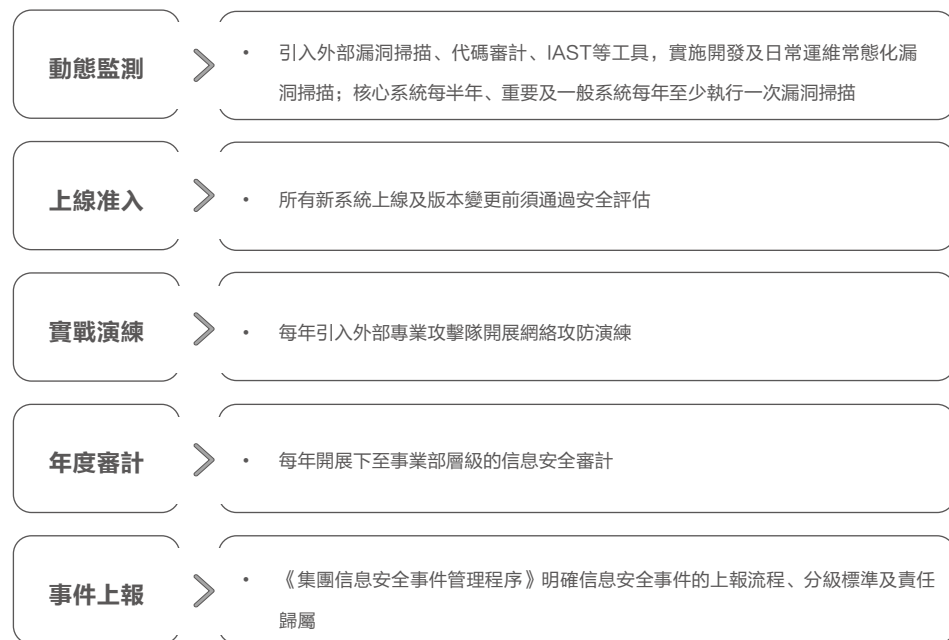 動態監測
• 引入外部漏洞掃描、代碼審計、IAST等工具，實施開發及日常運維常態化漏
洞掃描；核心系統每半年、重要及一般系統每年至少執行一次漏洞掃描
上線准入
• 所有新系統上線及版本變更前須通過安全評估
實戰演練
• 每年引入外部專業攻擊隊開展網絡攻防演練
年度審計
• 每年開展下至事業部層級的信息安全審計
事件上報
• 《集團信息安全事件管理程序》明確信息安全事件的上報流程、分級標準及責任
歸屬